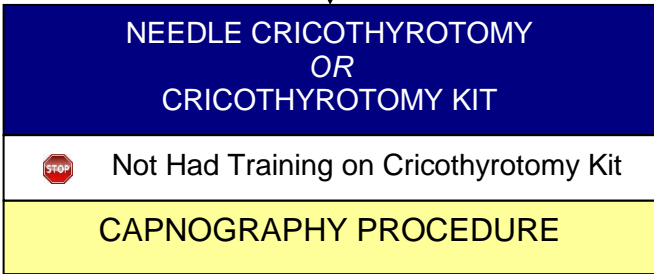 NEEDLE CRICOTHYROTOMY
OR
CRICOTHYROTOMY KIT
STOP Not Had Training on Cricothyrotomy Kit
CAPNOGRAPHY PROCEDURE